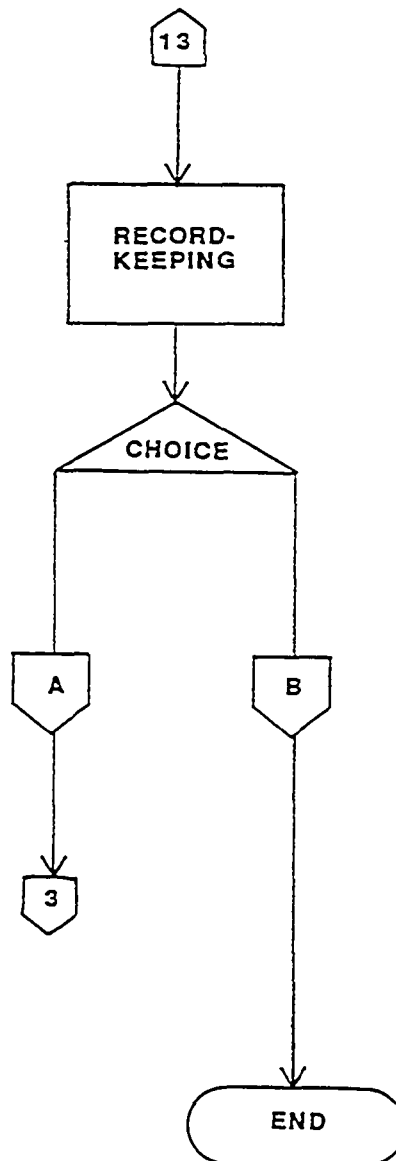 13
RECORD-
KEEPING
CHOICE
A
B
3
END